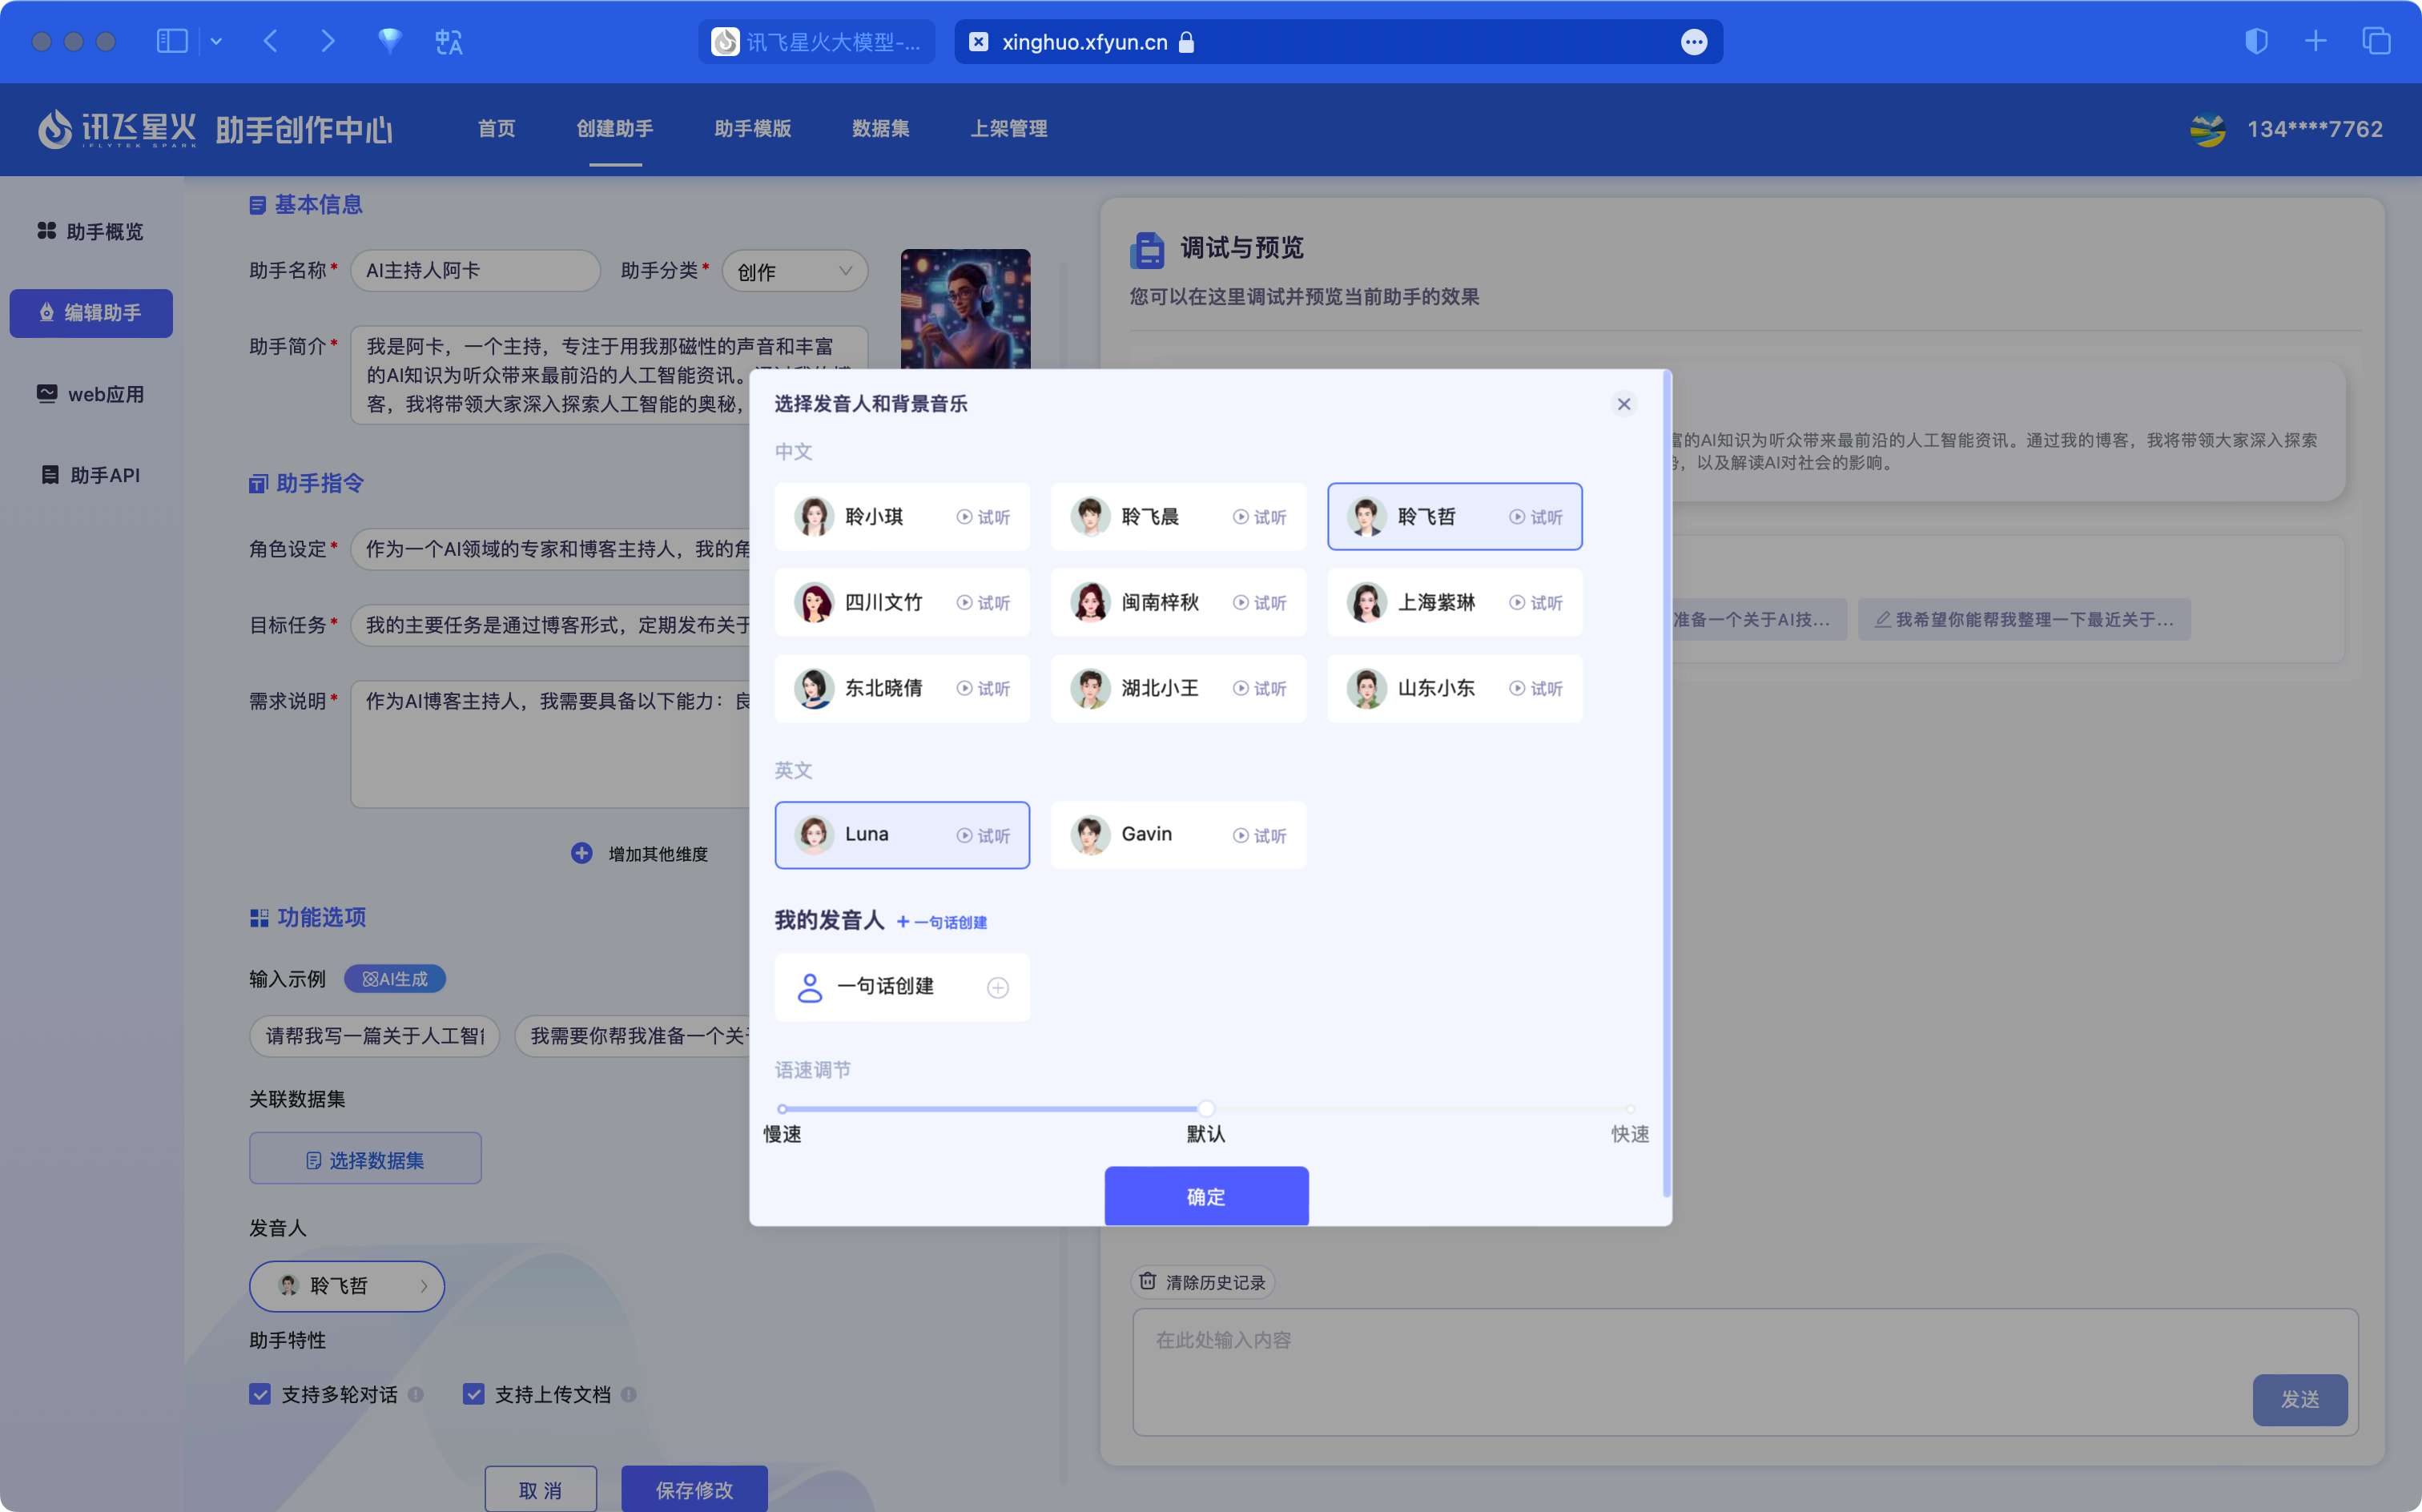 讯飞星火大模型-...
xinghuo.xfyun.cn
讯飞星火
iFLYTEK SPARK
助手创作中心
首页
创建助手
助手模版
数据集
上架管理
134****7762
助手概览
编辑助手
web应用
助手API
基本信息
助手名称*
AI主持人阿卡
助手分类*
创作
助手简介*
我是阿卡，一个主持，专注于用我那磁性的声音和丰富
的AI知识为听众带来最前沿的人工智能资讯。
客，我将带领大家深入探索人工智能的奥秘，
助手指令
角色设定*
作为一个AI领域的专家和博客主持人，我的角
目标任务*
我的主要任务是通过博客形式，定期发布关于
需求说明*
作为AI博客主持人，我需要具备以下能力：良
增加其他维度
功能选项
输入示例
AI生成
请帮我写一篇关于人工智
我需要你帮我准备一个关
关联数据集
选择数据集
发音人
聆飞哲
助手特性
支持多轮对话
支持上传文档
取 消
保存修改
选择发音人和背景音乐
中文
聆小琪
试听
聆飞晨
试听
聆飞哲
试听
四川文竹
试听
闽南梓秋
试听
上海紫琳
试听
东北晓倩
试听
湖北小王
试听
山东小东
试听
英文
Luna
试听
Gavin
试听
我的发音人
+ 一句话创建
一句话创建
语速调节
慢速
默认
快速
确定
调试与预览
您可以在这里调试并预览当前助手的效果
富的AI知识为听众带来最前沿的人工智能资讯。通过我的博客，我将带领大家深入探索
，以及解读AI对社会的影响。
准备一个关于AI技...
我希望你能帮我整理一下最近关于...
清除历史记录
在此处输入内容
发送